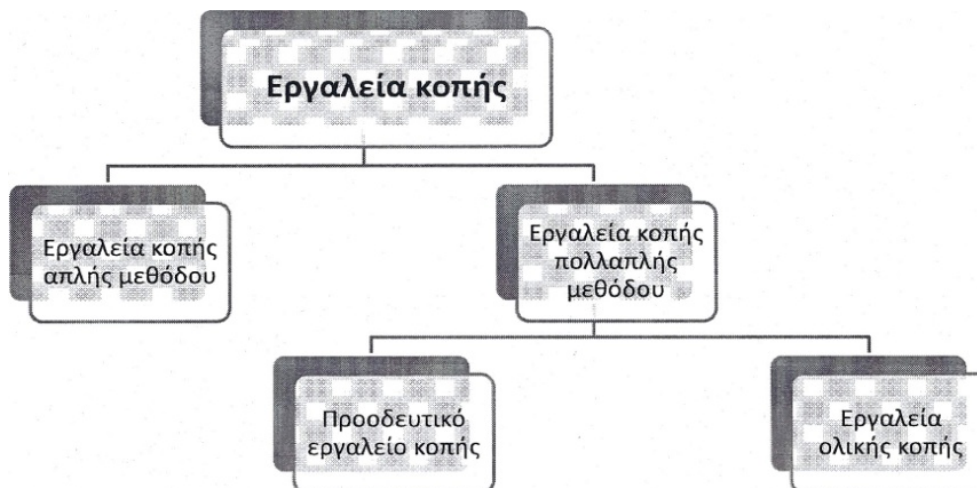 Εργαλεία κοπής
Εργαλεία κοπής
απλής μεθόδου
Εργαλεία κοπής
πολλαπλής
μεθόδου
Προοδευτικό
εργαλείο κοπής
Εργαλεία
ολικής κοπής